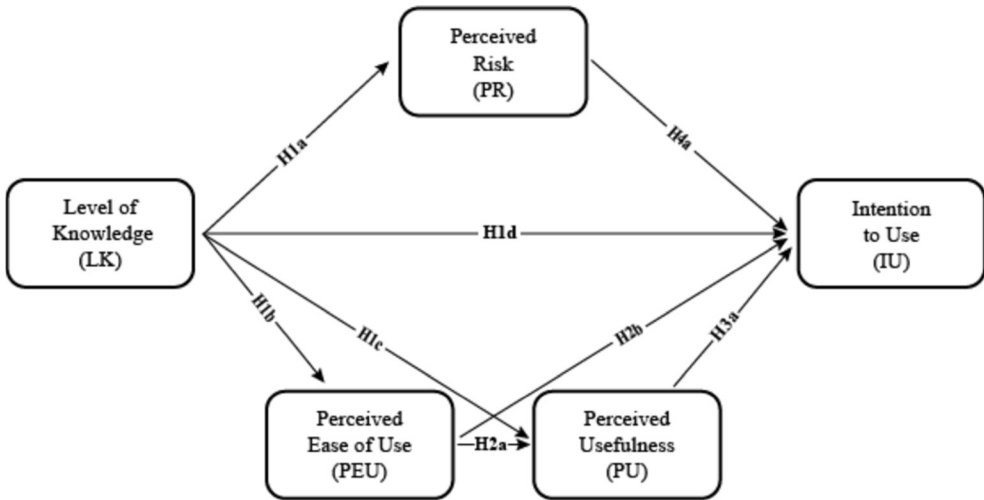 Perceived
Risk
(PR)
H1a
H4a
Level of
Knowledge
(LK)
H1d
Intention
to Use
(IU)
H1b
H1c
H2b
H3a
Perceived
Ease of Use
(PEU)
H2a
Perceived
Usefulness
(PU)